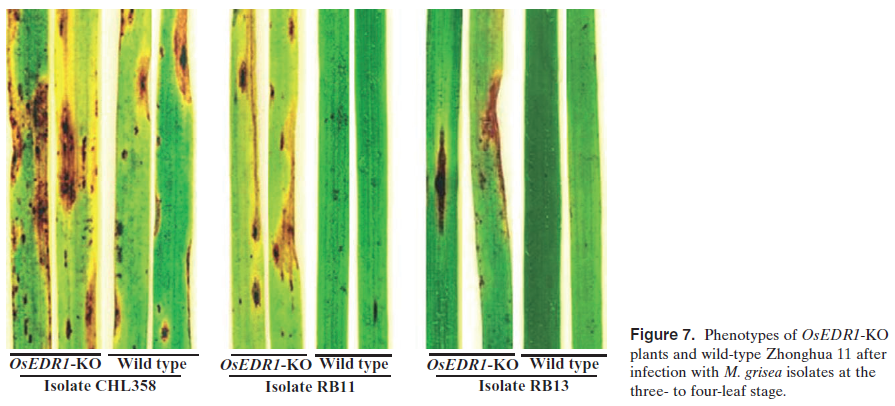 OsEDR1-KO Wild type
Isolate CHL358
OsEDR1-KO Wild type
Isolate RB11
OsEDR1-KO Wild type
Isolate RB13
Figure 7. Phenotypes of OsEDR1-KO
plants and wild-type Zhonghua 11 after
infection with M. grisea isolates at the
three- to four-leaf stage.